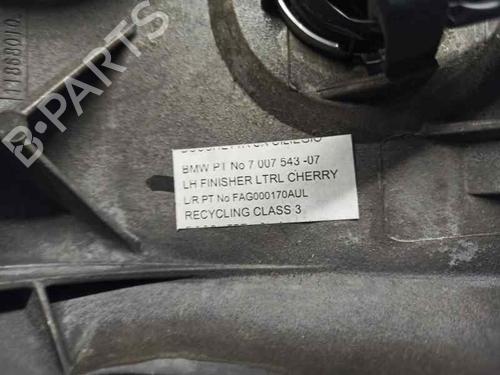 B-PARTS
BMW PT No 7 007 543 -07
LH FINISHER LTRL CHERRY
L/R PT No FAG000170AUL
RECYCLING CLASS 3